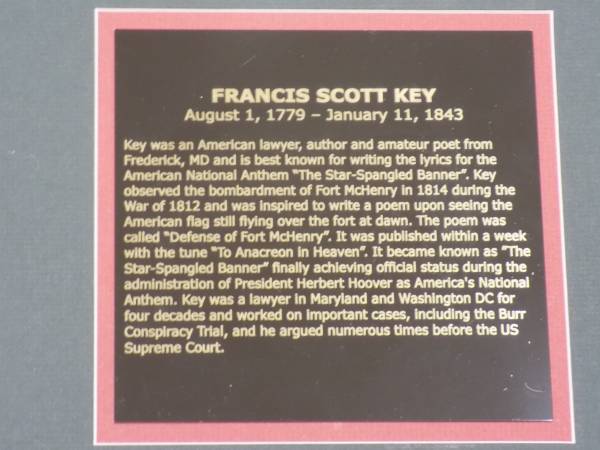 FRANCIS SCOTT KEY
August 1, 1779 – January 11, 1843
Key was an American lawyer, author and amateur poet from
Frederick, MD and is best known for writing the lyrics for the
American National Anthem “The Star-Spangled Banner”. Key
observed the bombardment of Fort McHenry in 1814 during the
War of 1812 and was inspired to write a poem upon seeing the
American flag still flying over the fort at dawn. The poem was
called “Defense of Fort McHenry”. It was published within a week
with the tune “To Anacreon in Heaven”. It became known as “The
Star-Spangled Banner” finally achieving official status during the
administration of President Herbert Hoover as America's National
Anthem. Key was a lawyer in Maryland and Washington DC for
four decades and worked on important cases, including the Burr
Conspiracy Trial, and he argued numerous times before the US
Supreme Court.